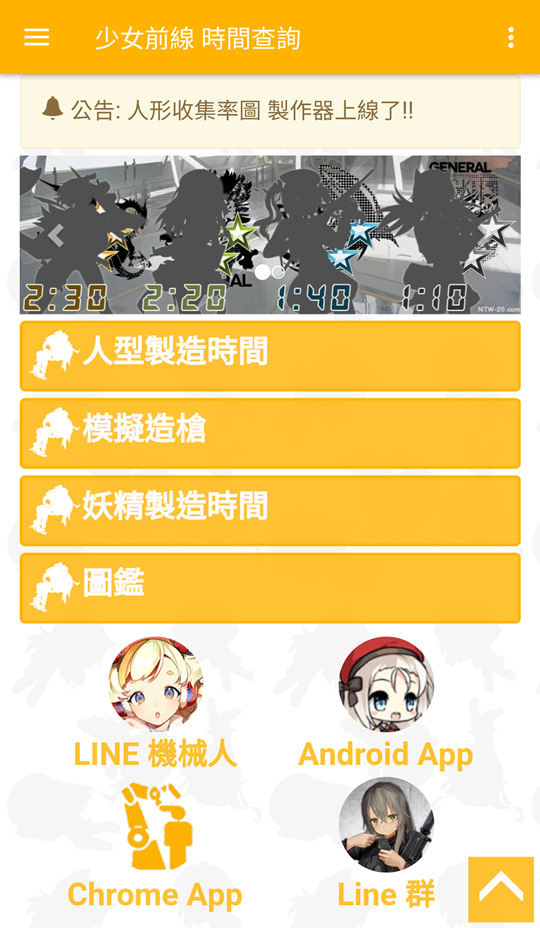 少女前線 時間查詢
公告: 人形收集率圖 製作器上線了!!
GENERAL
2:30 2:20 1:40 1:10
NTW-20.com
人型製造時間
模擬造槍
妖精製造時間
圖鑑
LINE 機械人 Android App
Chrome App Line 群